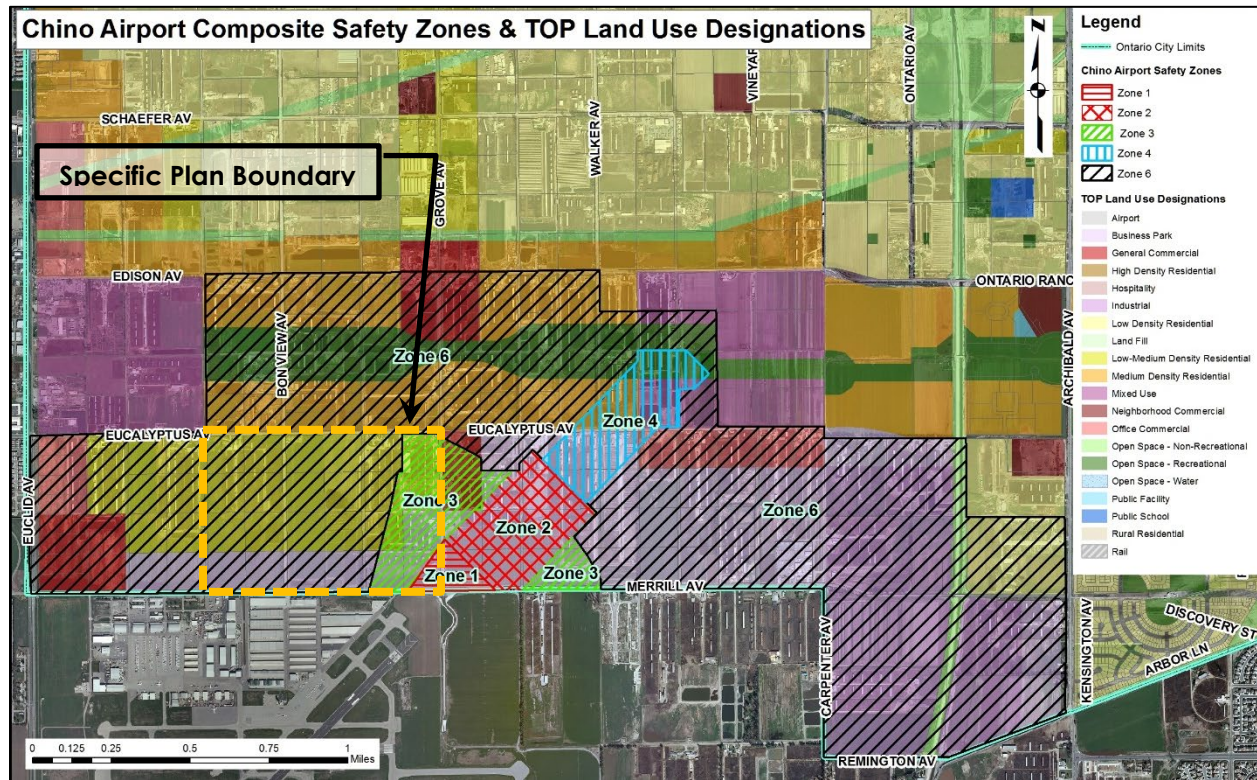 Chino Airport Composite Safety Zones & TOP Land Use Designations
SCHAEFER AV
Specific Plan Boundary
GROVE AV
WALKER AV
VINEYAR
ONTARIO AV
EDISON AV
ONTARIO RANC
BON VIEW AV
Zone 6
ARCHIBALD AV
Zone 4
EUCALYPTUS AV
EUCALYPTUS AV
EUCLID AV
Zone 3
Zone 2
Zone 6
Zone 1
Zone 3
MERRILL AV
CARPENTER AV
KENSINGTON AV
DISCOVERY ST
ARBOR LN
REMINGTON AV
0 0.125 0.25 0.5 0.75 1
Miles
N
Legend
Ontario City Limits
Chino Airport Safety Zones
Zone 1
Zone 2
Zone 3
Zone 4
Zone 6
TOP Land Use Designations
Airport
Business Park
General Commercial
High Density Residential
Hospitality
Industrial
Low Density Residential
Land Fill
Low-Medium Density Residential
Medium Density Residential
Mixed Use
Neighborhood Commercial
Office Commercial
Open Space - Non-Recreational
Open Space - Recreational
Open Space - Water
Public Facility
Public School
Rural Residential
Rail